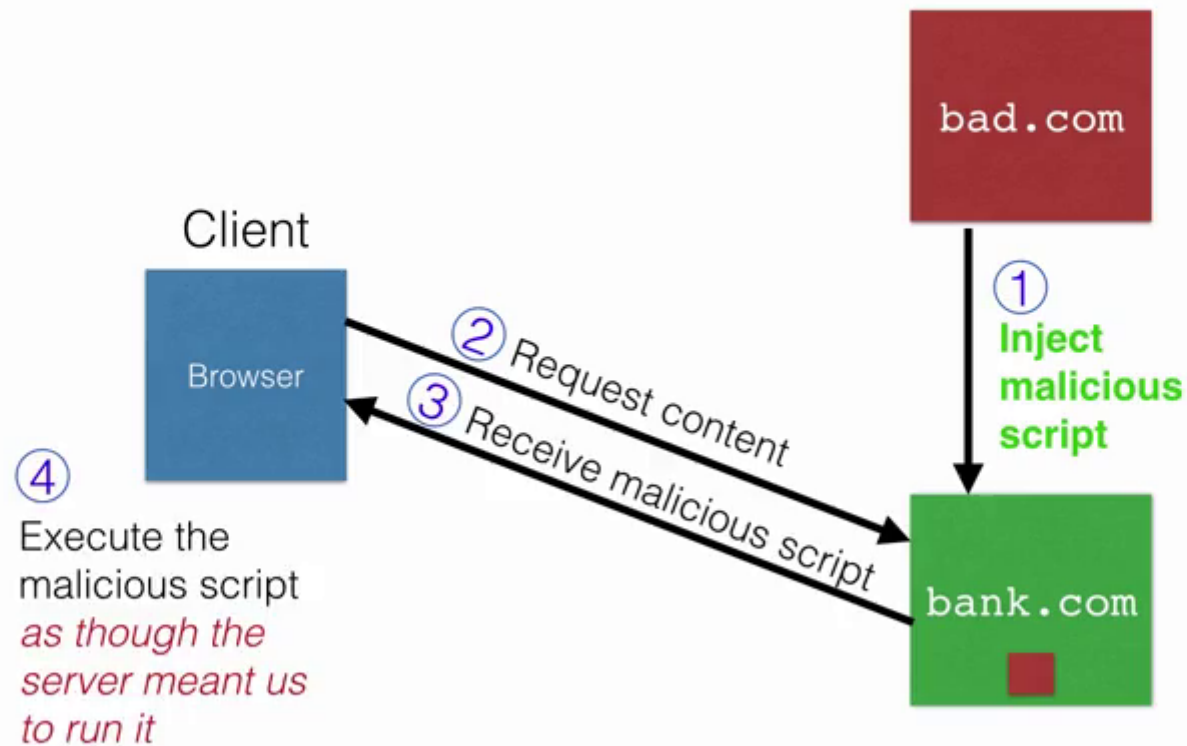 bad.com
Client
1
Inject
malicious
script
2 Request content
Browser
3 Receive malicious script
4
Execute the
malicious script
as though the
server meant us
to run it
bank.com